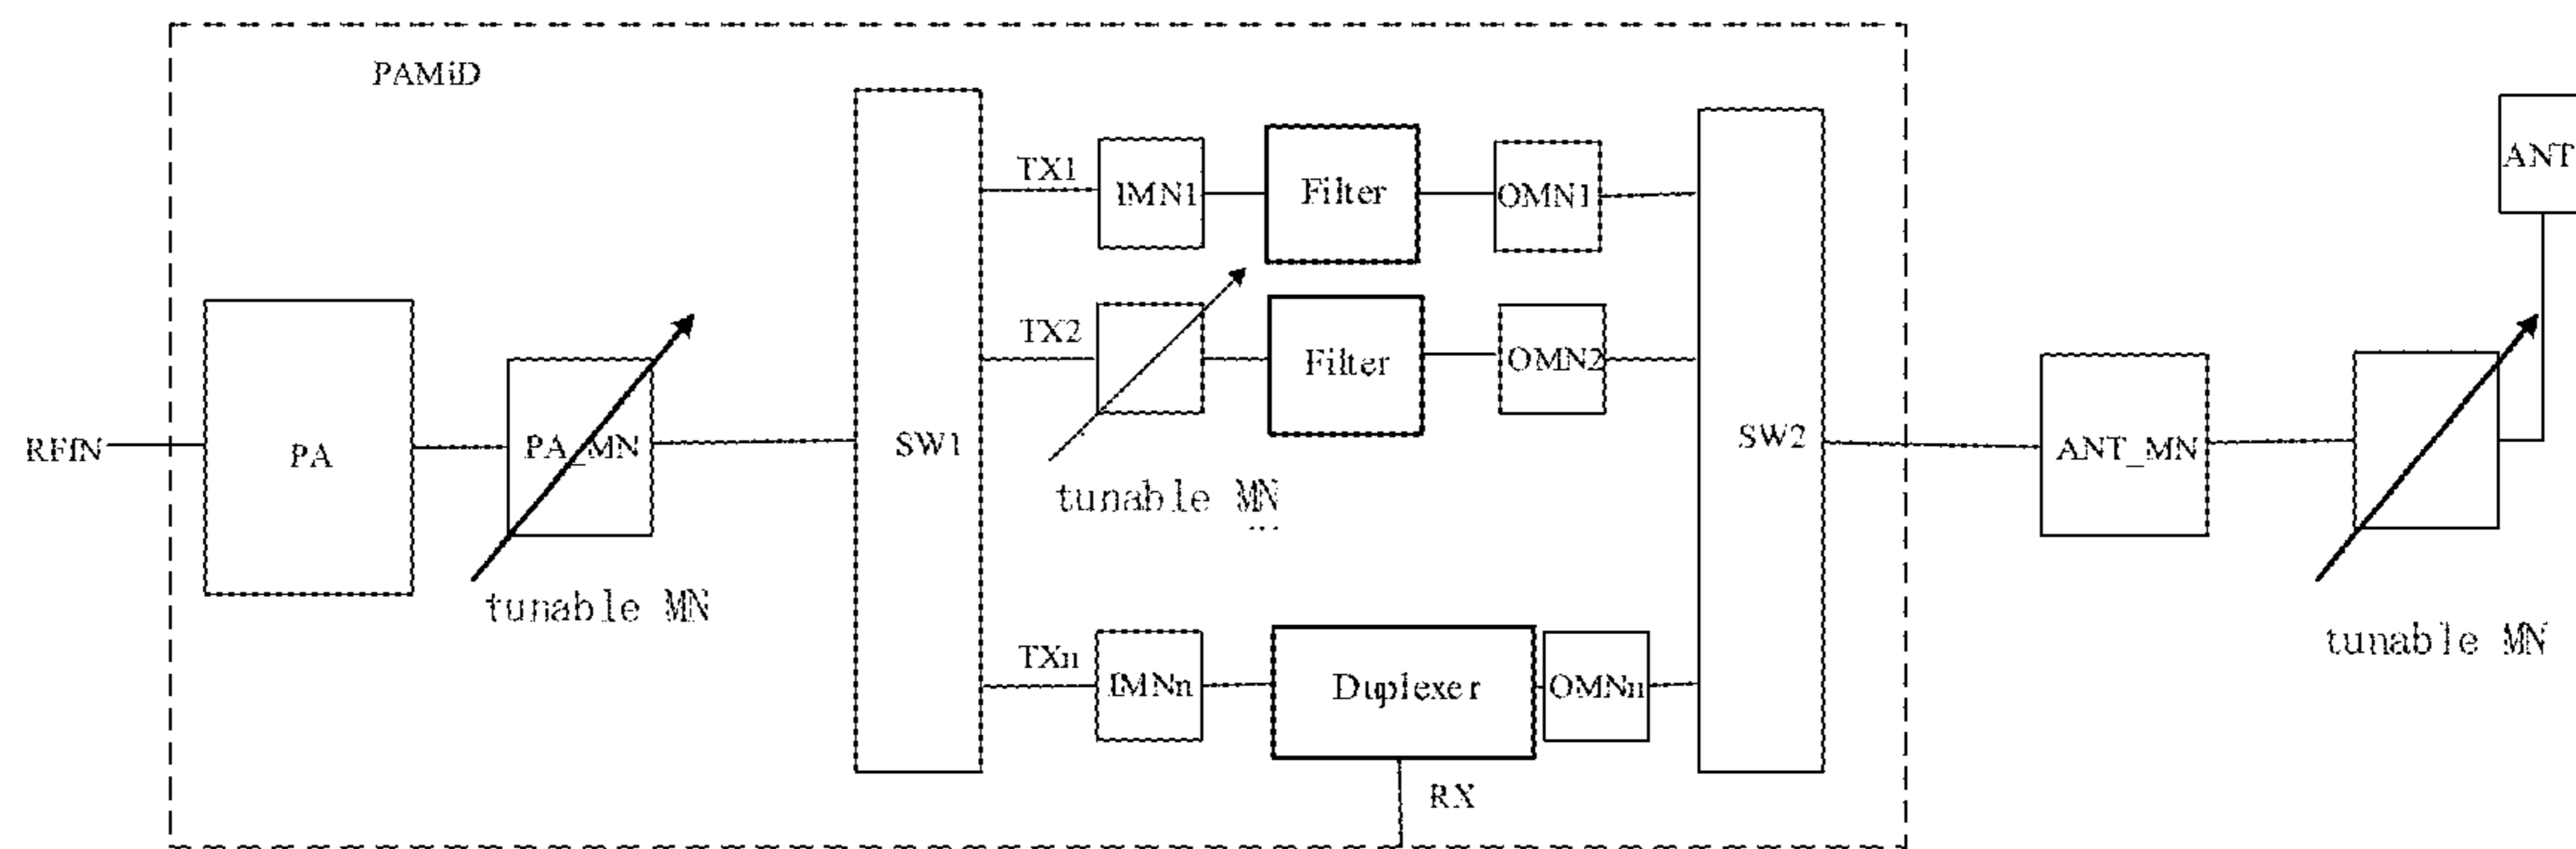 PAMiD
ANT
TX1
IMN1
Filter
OMN1
TX2
Filter
OMN2
RFIN
PA
PA_MN
SW1
SW2
ANT_MN
tunable MN
...
tunable MN
tunable MN
TXn
IMNn
Duplexer
OMNn
RX